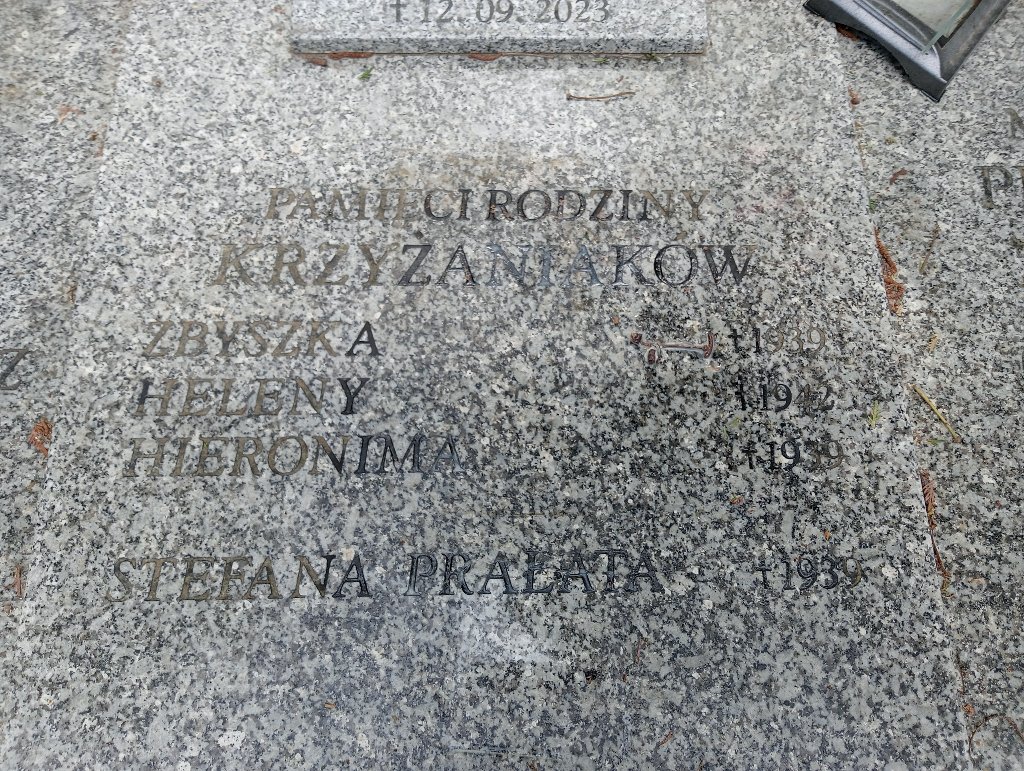 † 12. 09. 2023
PAMIĘCI RODZINY
KRZYŻANIAKÓW
ZBYSZKA †1939
HELENY †1942
HIERONIMA †1939
STEFANA PRAŁATA †1939